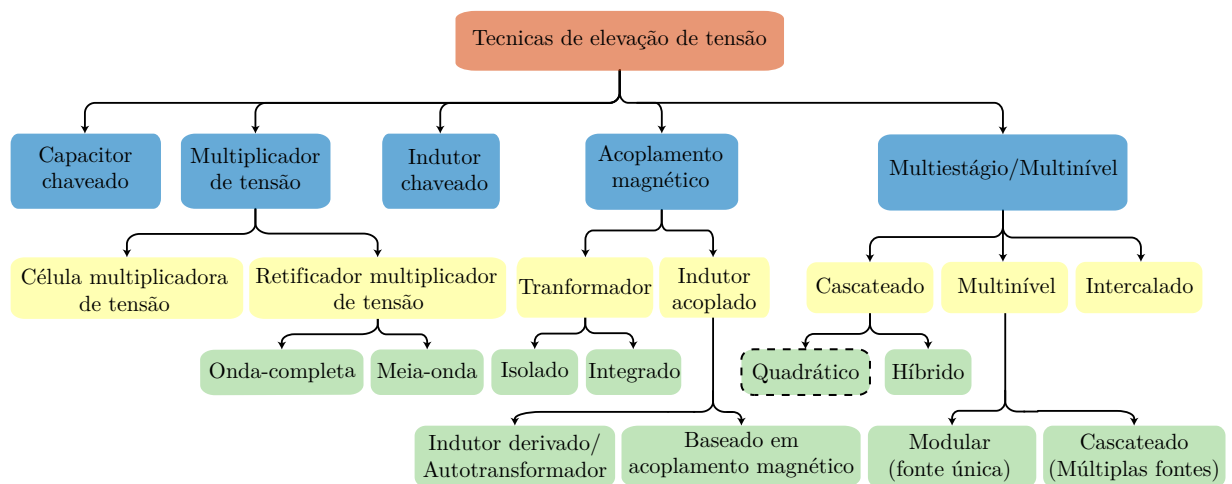 Tecnicas de elevação de tensão
Capacitor
chaveado
Multiplicador
de tensão
Indutor
chaveado
Acoplamento
magnético
Multiestágio/Multinível
Célula multiplicadora
de tensão
Retificador multiplicador
de tensão
Tranformador
Indutor
acoplado
Cascateado
Multinível
Intercalado
Onda-completa
Meia-onda
Isolado
Integrado
Quadrático
Híbrido
Indutor derivado/
Autotransformador
Baseado em
acoplamento magnético
Modular
(fonte única)
Cascateado
(Múltiplas fontes)